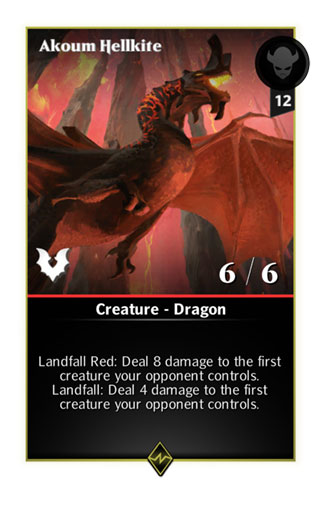 Akoum Hellkite
12
6 / 6
Creature - Dragon
Landfall Red: Deal 8 damage to the first
creature your opponent controls.
Landfall: Deal 4 damage to the first
creature your opponent controls.